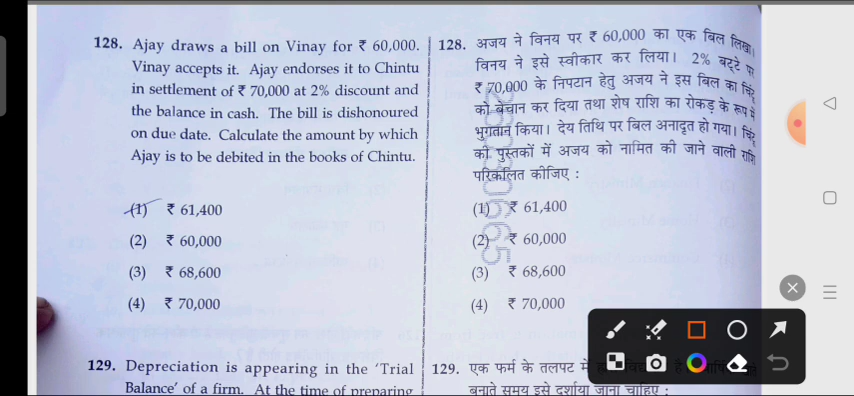 128. Ajay draws a bill on Vinay for ₹ 60,000.
Vinay accepts it. Ajay endorses it to Chintu
in settlement of ₹ 70,000 at 2% discount and
the balance in cash. The bill is dishonoured
on due date. Calculate the amount by which
Ajay is to be debited in the books of Chintu.
(1) ₹ 61,400
(2) ₹ 60,000
(3) ₹ 68,600
(4) ₹ 70,000
129. Depreciation is appearing in the ‘Trial
Balance’ of a firm. At the time of preparing
128. अजय ने विनय पर ₹ 60,000 का एक बिल लिखा।
विनय ने इसे स्वीकार कर लिया। 2% बट्टे पर
₹ 70,000 के निपटान हेतु अजय ने इस बिल का चिंटू
को बेचान कर दिया तथा शेष राशि का रोकड़ के रूप में
भुगतान किया। देय तिथि पर बिल अनादृत हो गया। चिंटू
की पुस्तकों में अजय को नामित की जाने वाली राशि
परिकलित कीजिए :
(1) ₹ 61,400
(2) ₹ 60,000
(3) ₹ 68,600
(4) ₹ 70,000
129. एक फर्म के तलपट में
बनाते समय इसे दर्शाया जाना चाहिए :